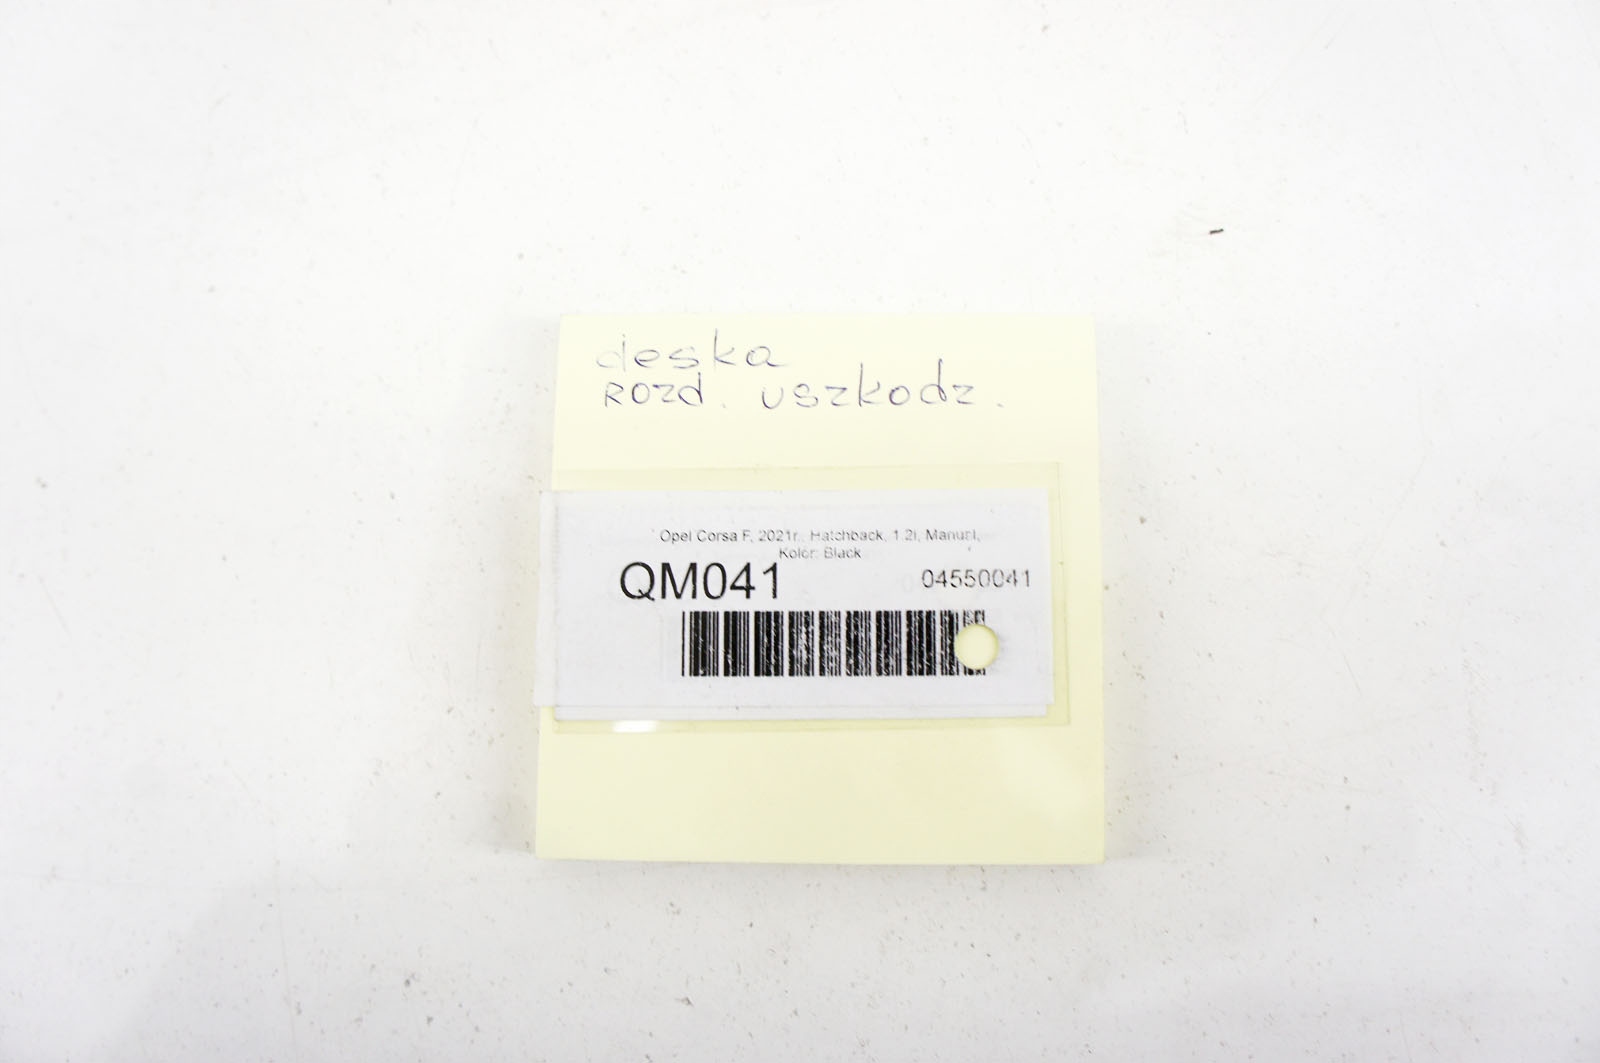 deska
rozd. uszkodz.
Opel Corsa F, 2021r., Hatchback, 1.2i, Manual,
Kolor: Black
QM041 04550041